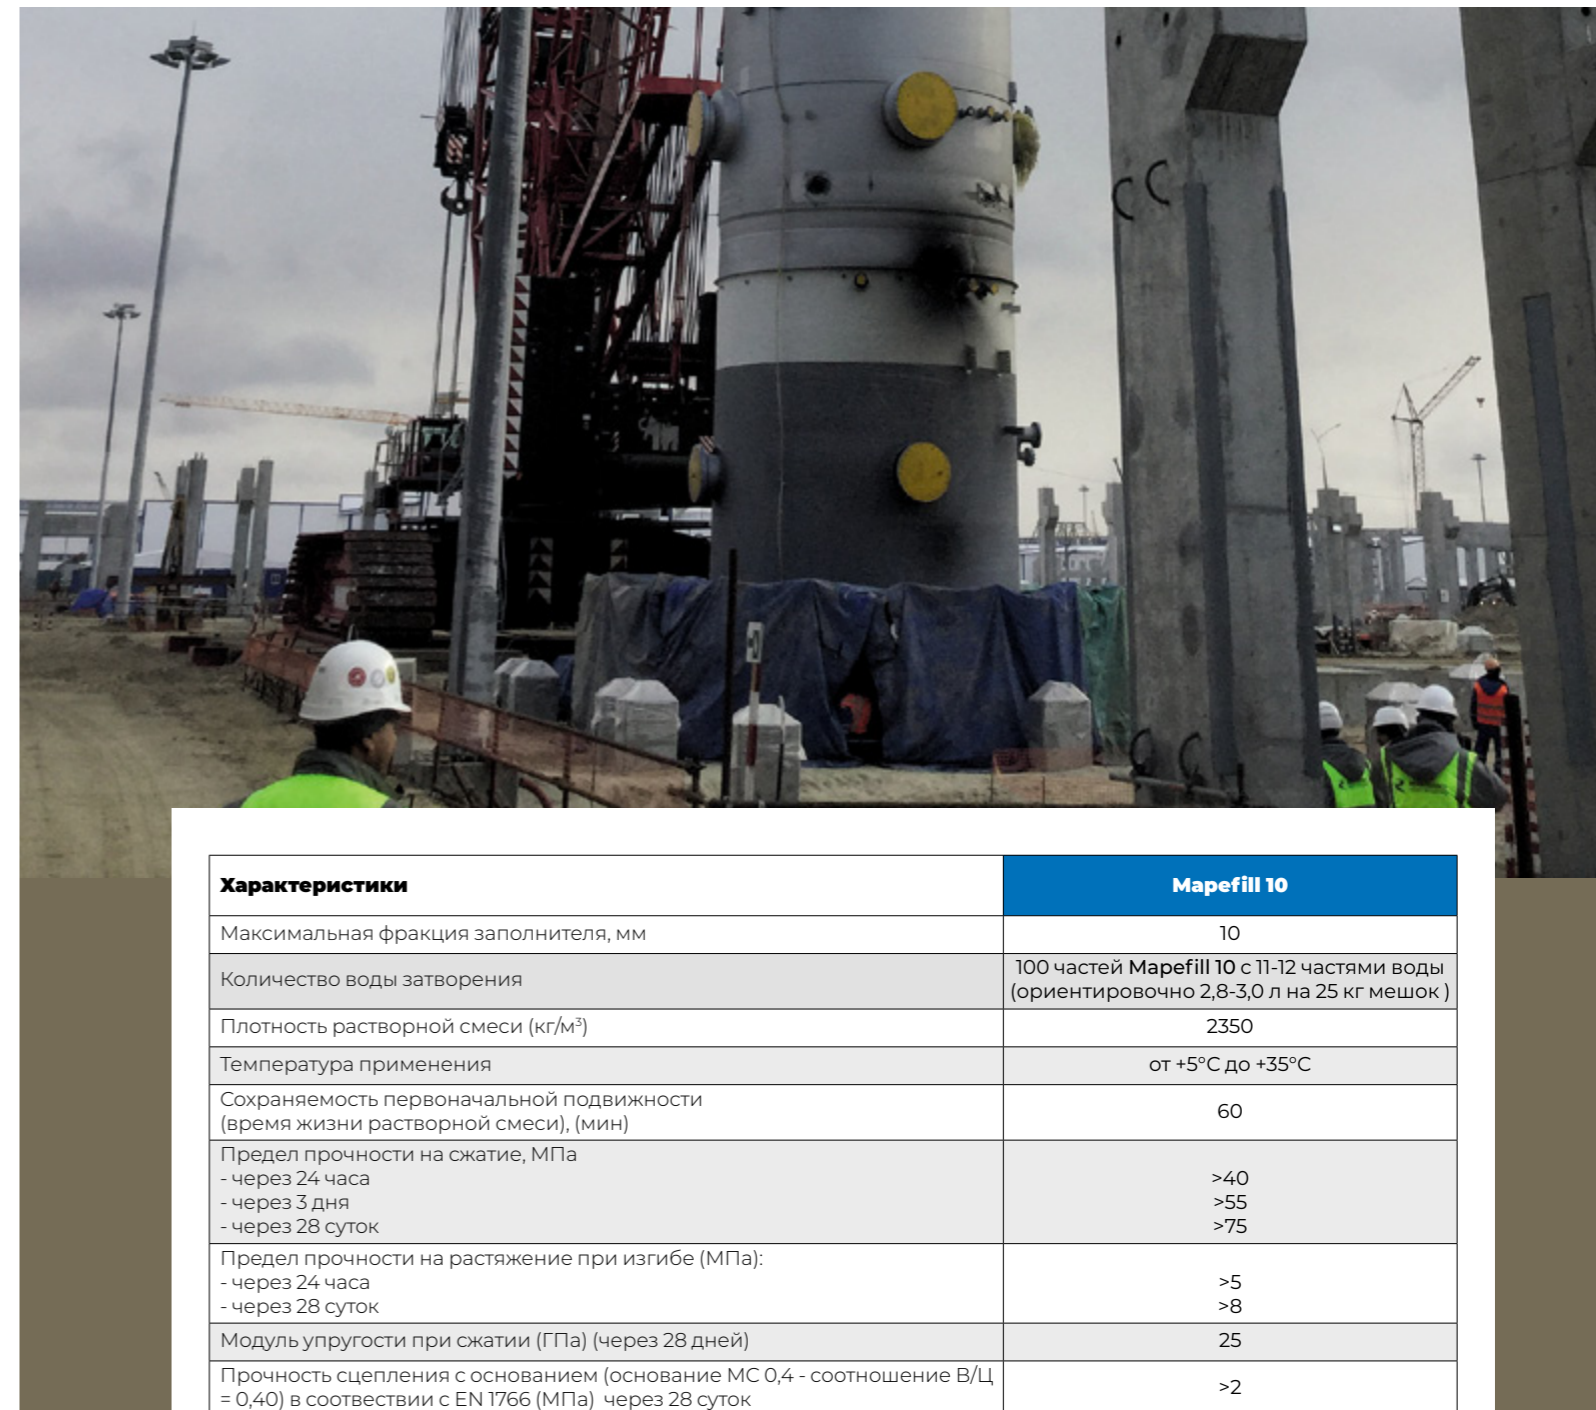 Характеристики
Mapefill 10
Максимальная фракция заполнителя, мм
10
Количество воды затворения
100 частей Mapefill 10 с 11-12 частями воды
(ориентировочно 2,8-3,0 л на 25 кг мешок )
Плотность растворной смеси (кг/м³)
2350
Температура применения
от +5°С до +35°С
Сохраняемость первоначальной подвижности
(время жизни растворной смеси), (мин)
60
Предел прочности на сжатие, МПа
- через 24 часа
>40
- через 3 дня
>55
- через 28 суток
>75
Предел прочности на растяжение при изгибе (МПа):
- через 24 часа
>5
- через 28 суток
>8
Модуль упругости при сжатии (ГПа) (через 28 дней)
25
Прочность сцепления с основанием (основание МС 0,4 - соотношение В/Ц
= 0,40) в соотвествии с EN 1766 (МПа) через 28 суток
>2